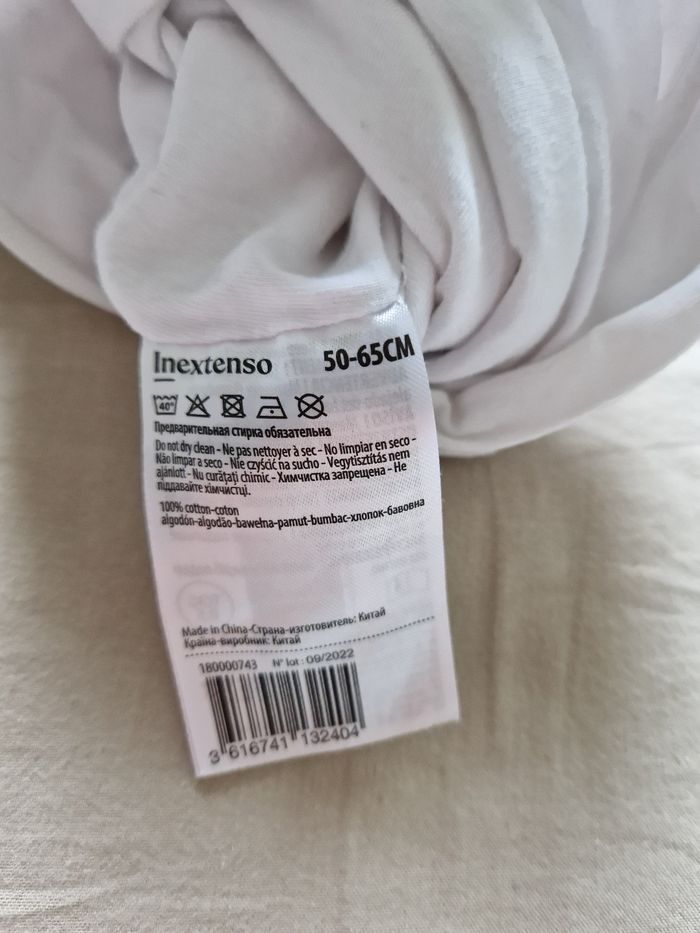 Inextenso 50-65CM
40°
Предварительная стирка обязательна
Do not dry clean - Ne pas nettoyer à sec - No limpiar en seco -
Não limpar a seco - Nie czyścić na sucho - Vegytisztítás nem
ajánlott - Nu curăţaţi chimic - Химчистка запрещена - Не
піддавайте хімчистці.
100% cotton-coton
algodón-algodão-bawełna-pamut-bumbac-хлопок-бавовна
Made in China-Страна-изготовитель: Китай
Країна-виробник: Китай
180000743 N° lot : 09/2022
3 616741 132404